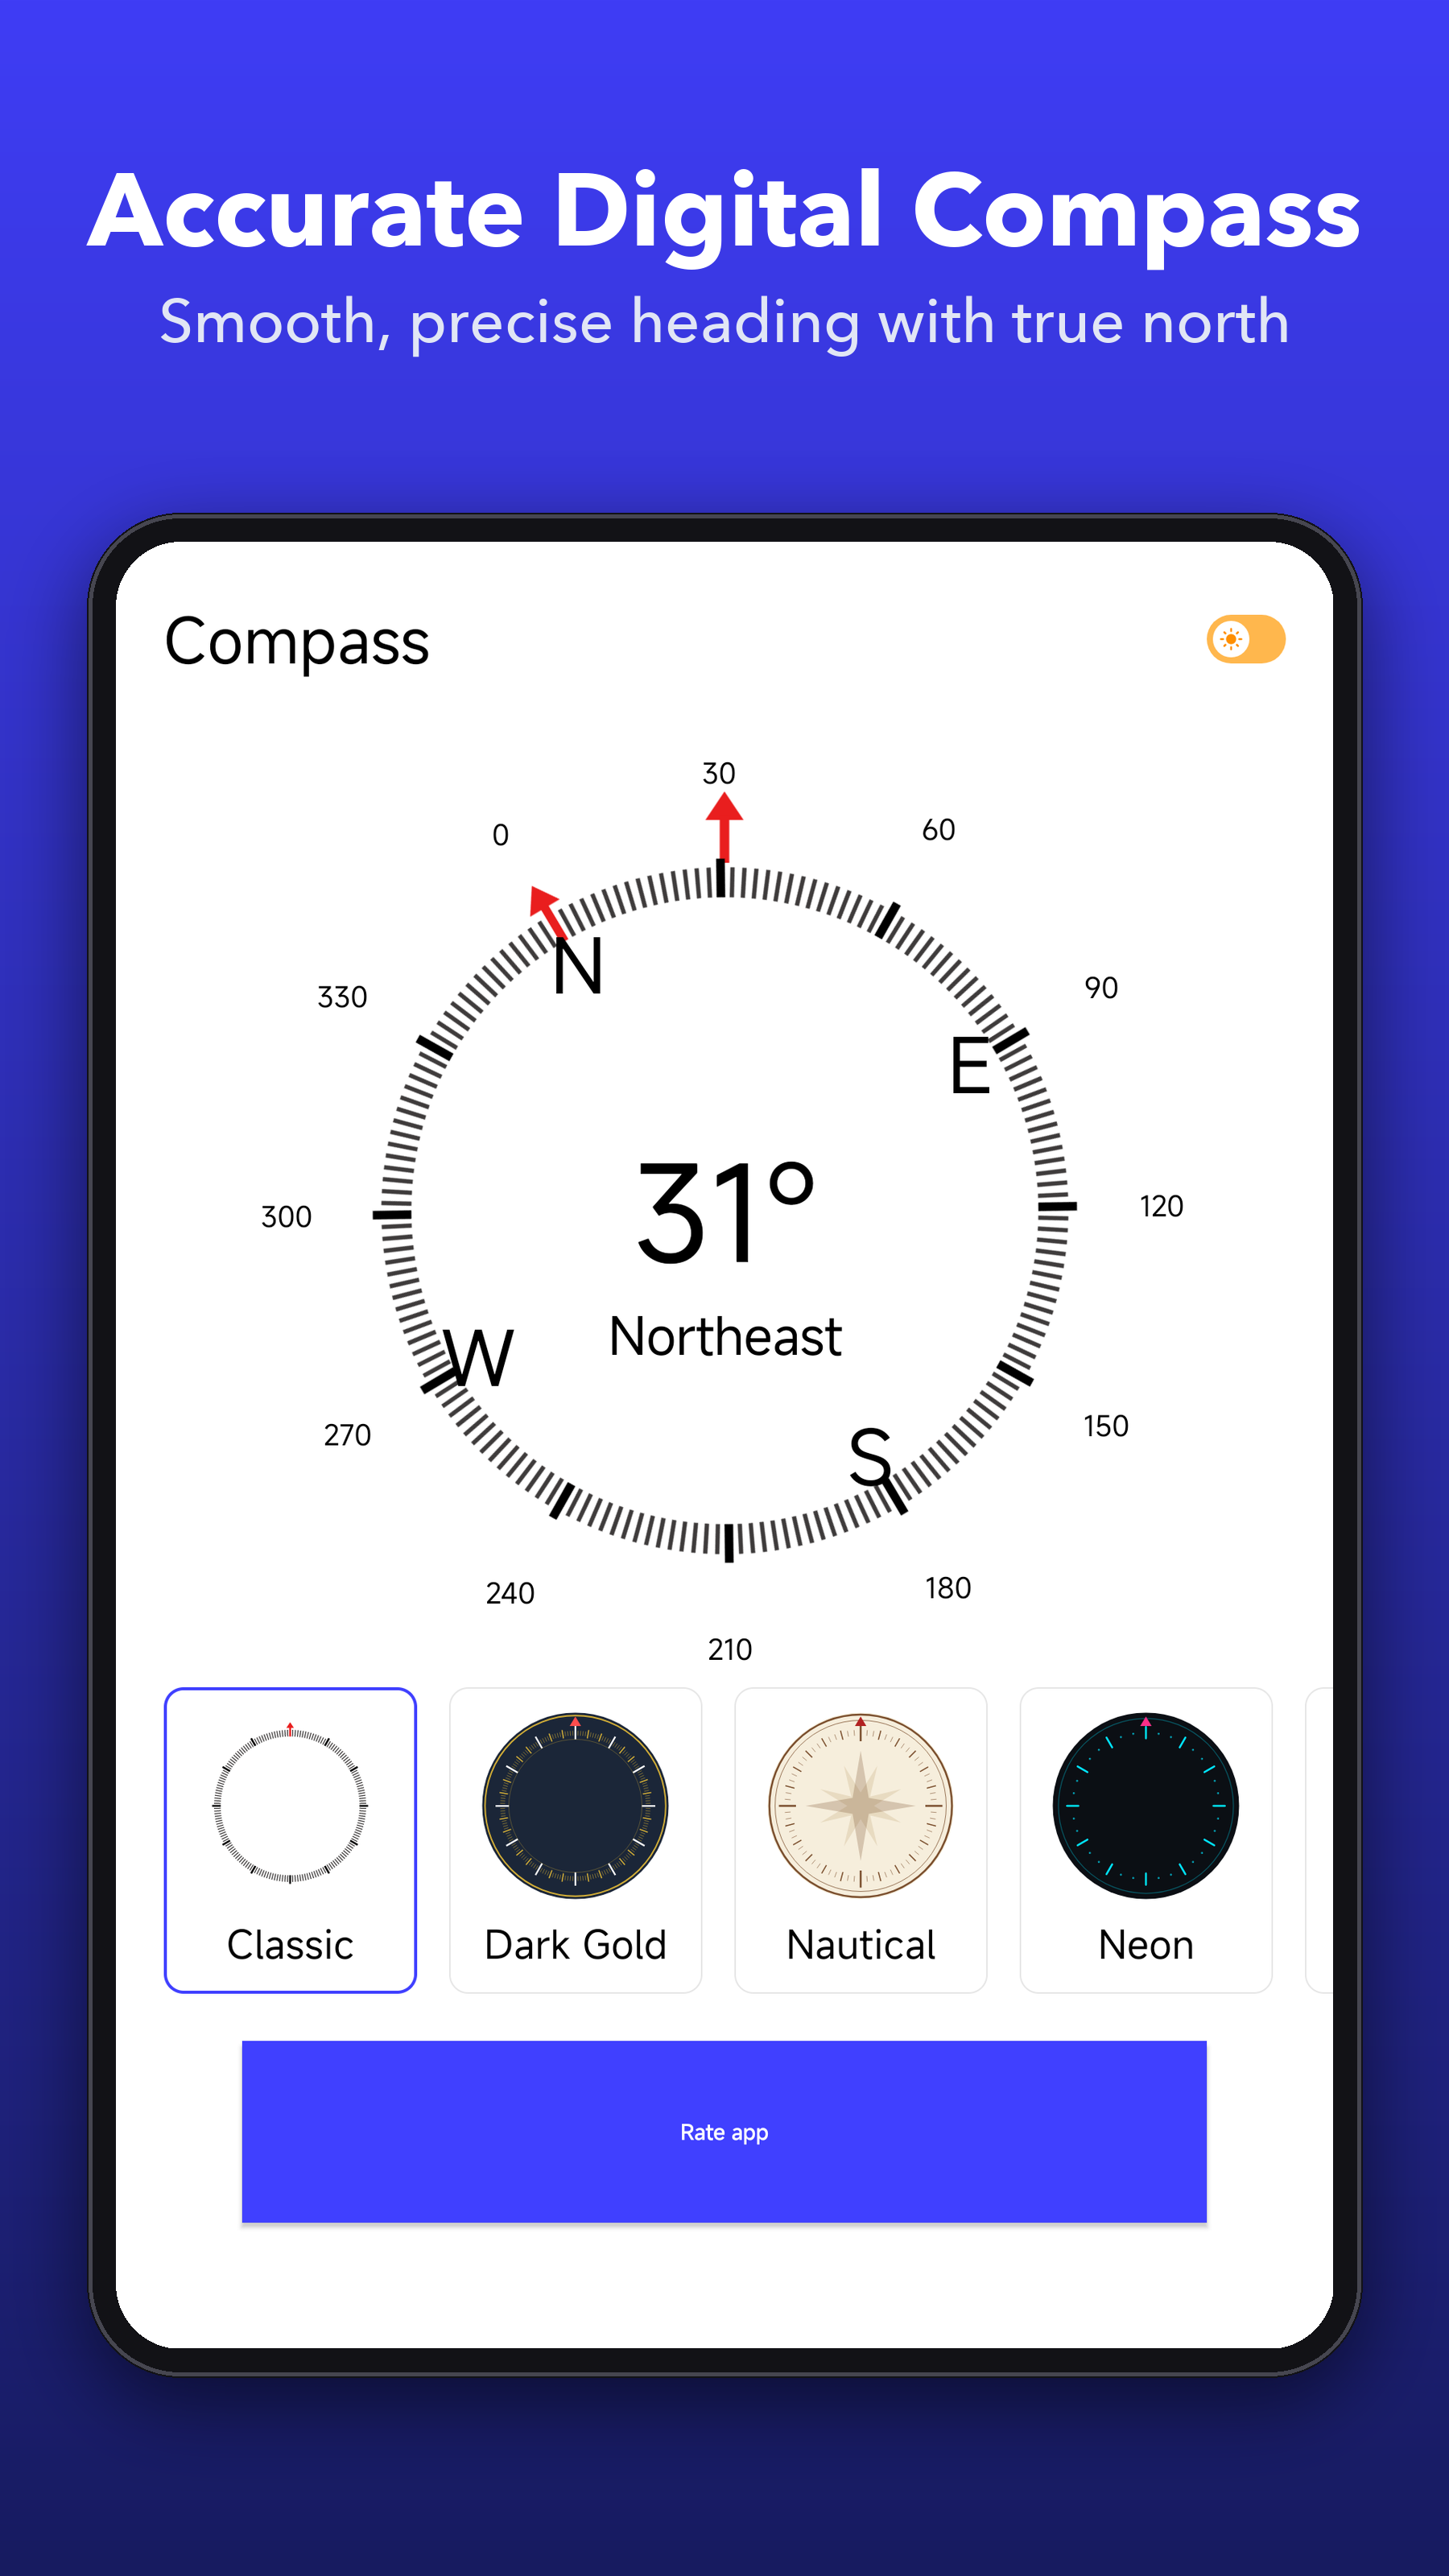 Accurate Digital Compass
Smooth, precise heading with true north
Compass
30
0
60
N
330
90
E
31°
300
120
Northeast
W
270
150
S
240
180
210
Classic
Dark Gold
Nautical
Neon
Rate app